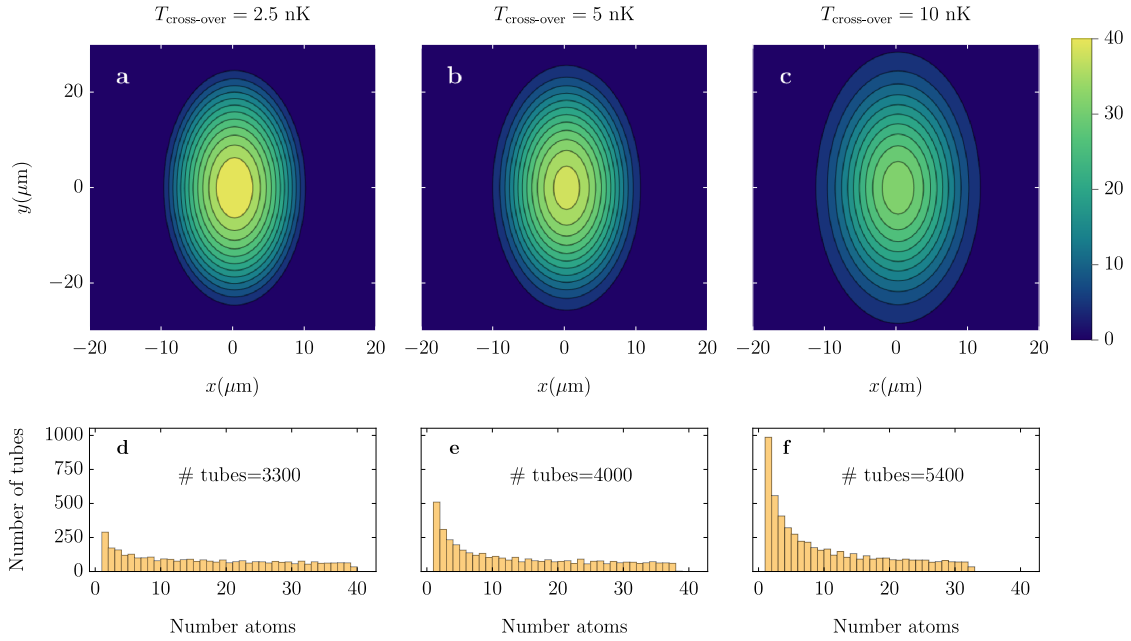 T_cross-over = 2.5 nK
T_cross-over = 5 nK
T_cross-over = 10 nK
a
b
c
20
0
−20
y(μm)
−20 −10 0 10 20
−20 −10 0 10 20
−20 −10 0 10 20
x(μm)
x(μm)
x(μm)
40
30
20
10
0
Number of tubes
1000
750
500
250
0
d
# tubes=3300
e
# tubes=4000
f
# tubes=5400
0 10 20 30 40
0 10 20 30 40
0 10 20 30 40
Number atoms
Number atoms
Number atoms